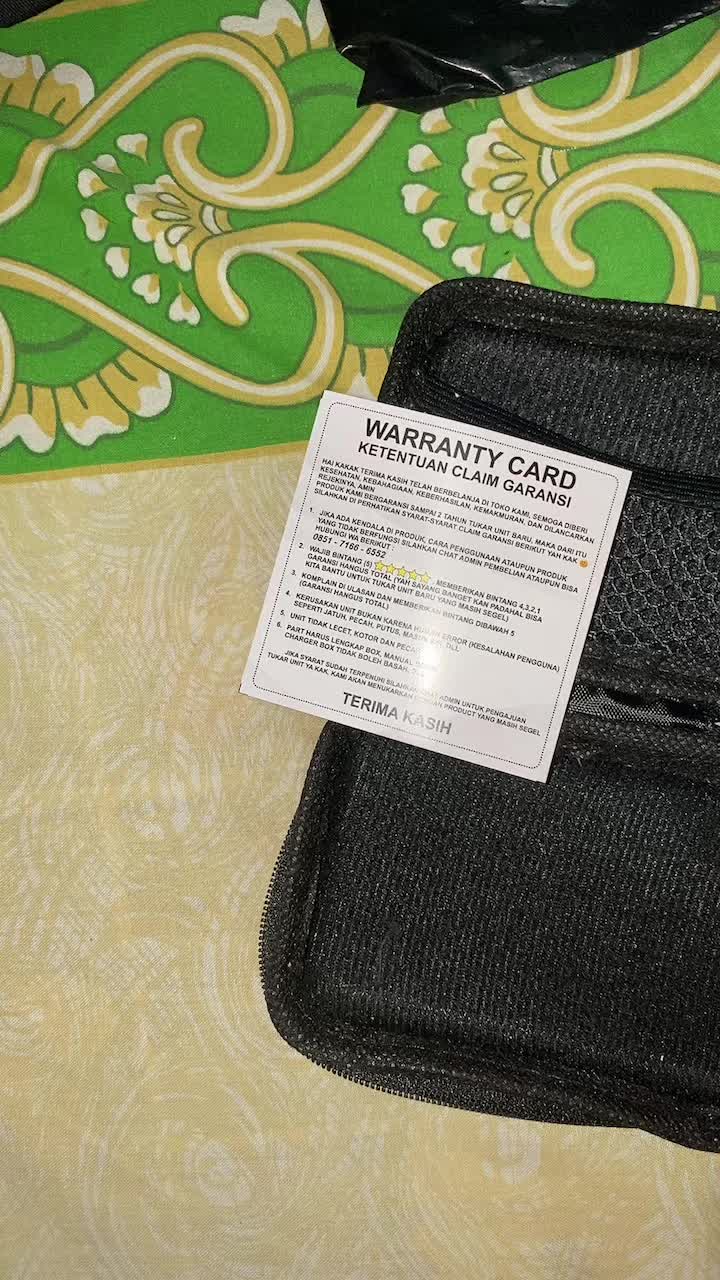 WARRANTY CARD
KETENTUAN CLAIM GARANSI
HAI KAKAK TERIMA KASIH TELAH BERBELANJA DI TOKO KAMI, SEMOGA DIBERI
KESEHATAN, KEBAHAGIAAN, KEBERHASILAN, KEMAKMURAN, DAN DILANCARKAN
REJEKINYA, AMIN
PRODUK KAMI BERGARANSI SAMPAI 2 TAHUN TUKAR UNIT BARU. MAKA DARI ITU
SILAHKAN DI PERHATIKAN SYARAT-SYARAT CLAIM GARANSI BERIKUT YAH KAK 😊
1. JIKA ADA KENDALA DI PRODUK, CARA PENGGUNAAN ATAUPUN PRODUK
YANG TIDAK BERFUNGSI SILAHKAN CHAT ADMIN PEMBELIAN ATAUPUN BISA
HUBUNGI WA BERIKUT :
0851 - 7166 - 6552
2. WAJIB BINTANG (5) ⭐⭐⭐⭐⭐, MEMBERIKAN BINTANG 4,3,2,1
GARANSI HANGUS TOTAL (YAH SAYANG BANGET KAN PADAHAL BISA
KITA BANTU UNTUK TUKAR UNIT BARU YANG MASIH SEGEL)
3. KOMPLAIN DI ULASAN DAN MEMBERIKAN BINTANG DIBAWAH 5
(GARANSI HANGUS TOTAL)
4. KERUSAKAN UNIT BUKAN KARENA HUMAN ERROR (KESALAHAN PENGGUNA)
SEPERTI JATUH, PECAH, PUTUS, MASUK AIR, DLL
5. UNIT TIDAK LECET, KOTOR DAN PECAH
6. PART HARUS LENGKAP BOX, MANUAL
CHARGER BOX TIDAK BOLEH BASAH,
JIKA SYARAT SUDAH TERPENUHI SILAHKAN CHAT ADMIN UNTUK PENGAJUAN
TUKAR UNIT YA KAK, KAMI AKAN MENUKARKAN DENGAN PRODUCT YANG MASIH SEGEL
TERIMA KASIH